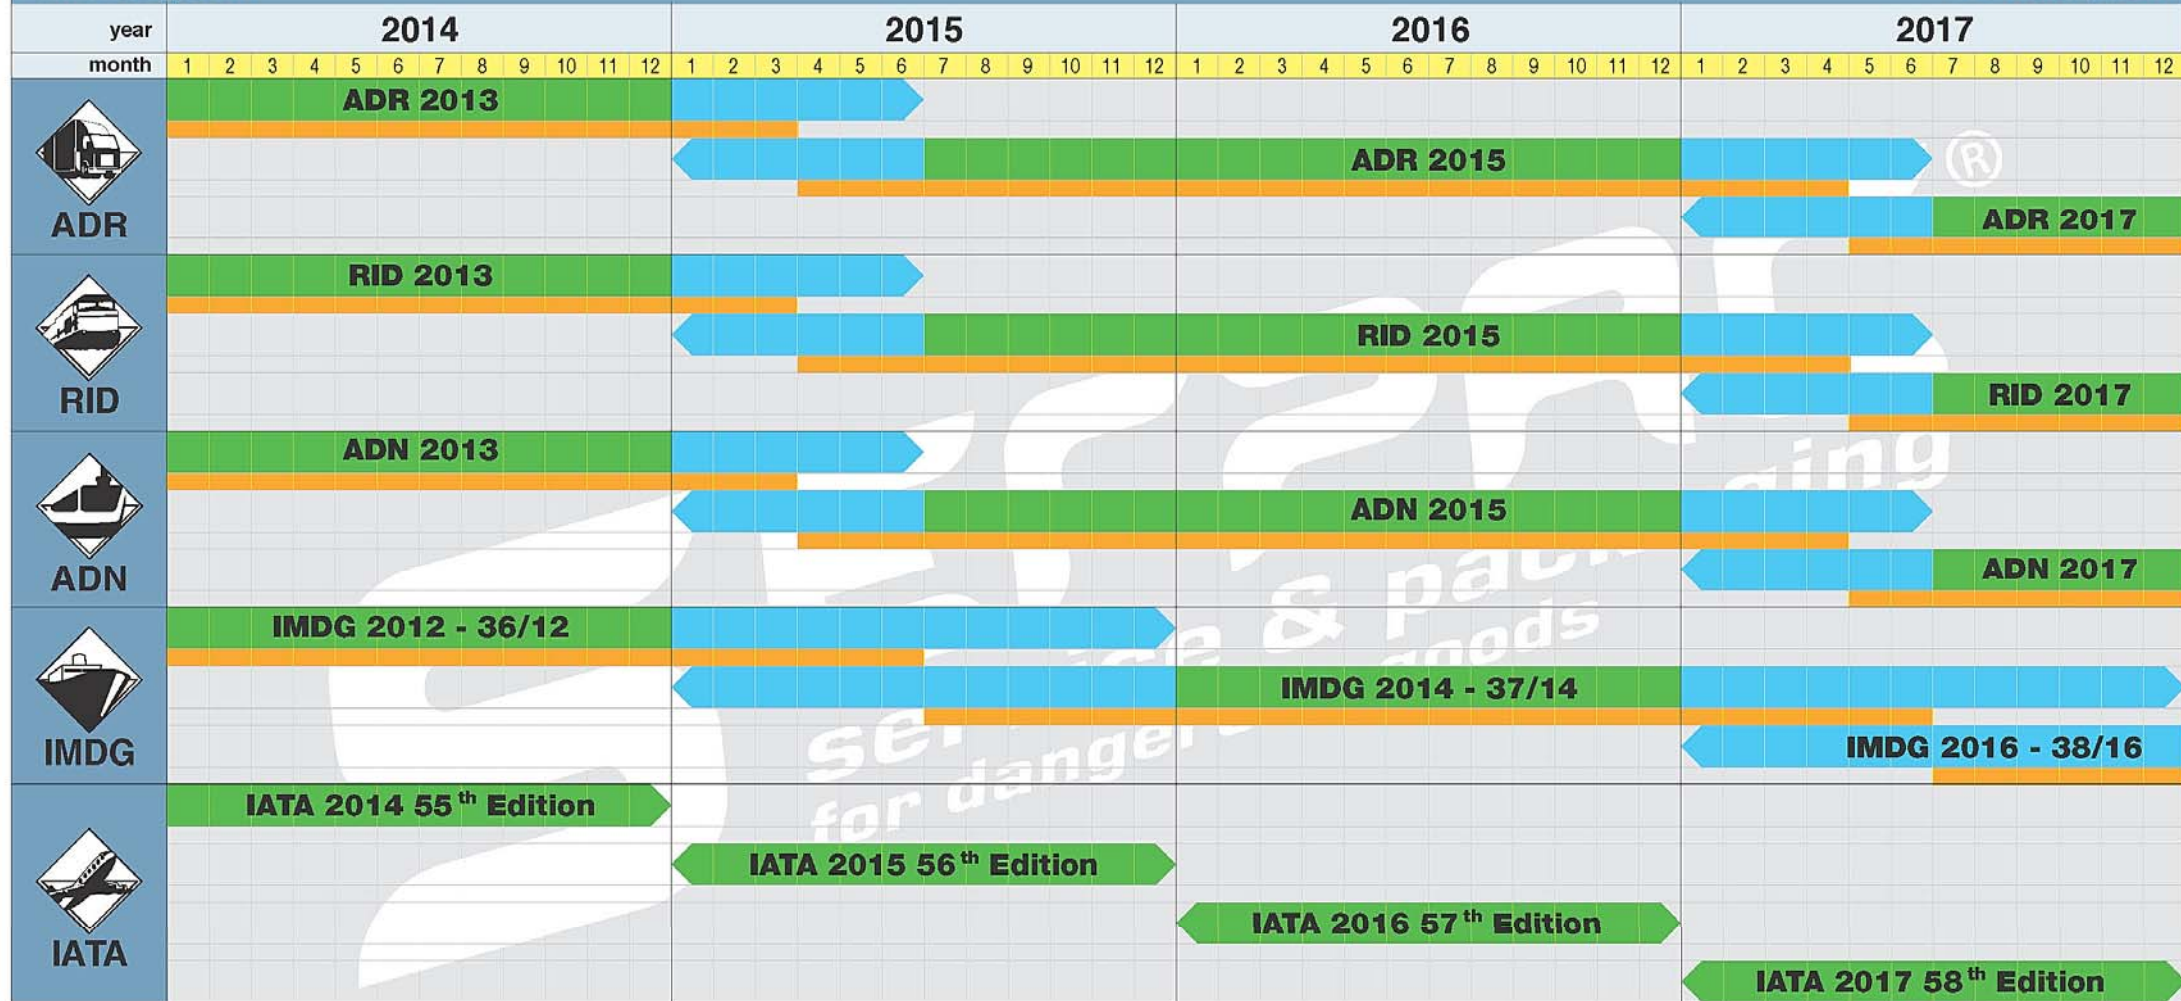 year 2014 2015 2016 2017
month 1 2 3 4 5 6 7 8 9 10 11 12 1 2 3 4 5 6 7 8 9 10 11 12 1 2 3 4 5 6 7 8 9 10 11 12 1 2 3 4 5 6 7 8 9 10 11 12
ADR 2013
ADR 2015
®
ADR
ADR 2017
RID 2013
RID 2015
RID
RID 2017
ADN 2013
ADN 2015
ADN
ADN 2017
IMDG 2012 - 36/12
IMDG 2014 - 37/14
IMDG
IMDG 2016 - 38/16
IATA 2014 55th Edition
IATA 2015 56th Edition
IATA 2016 57th Edition
IATA
IATA 2017 58th Edition
& 
for
goods